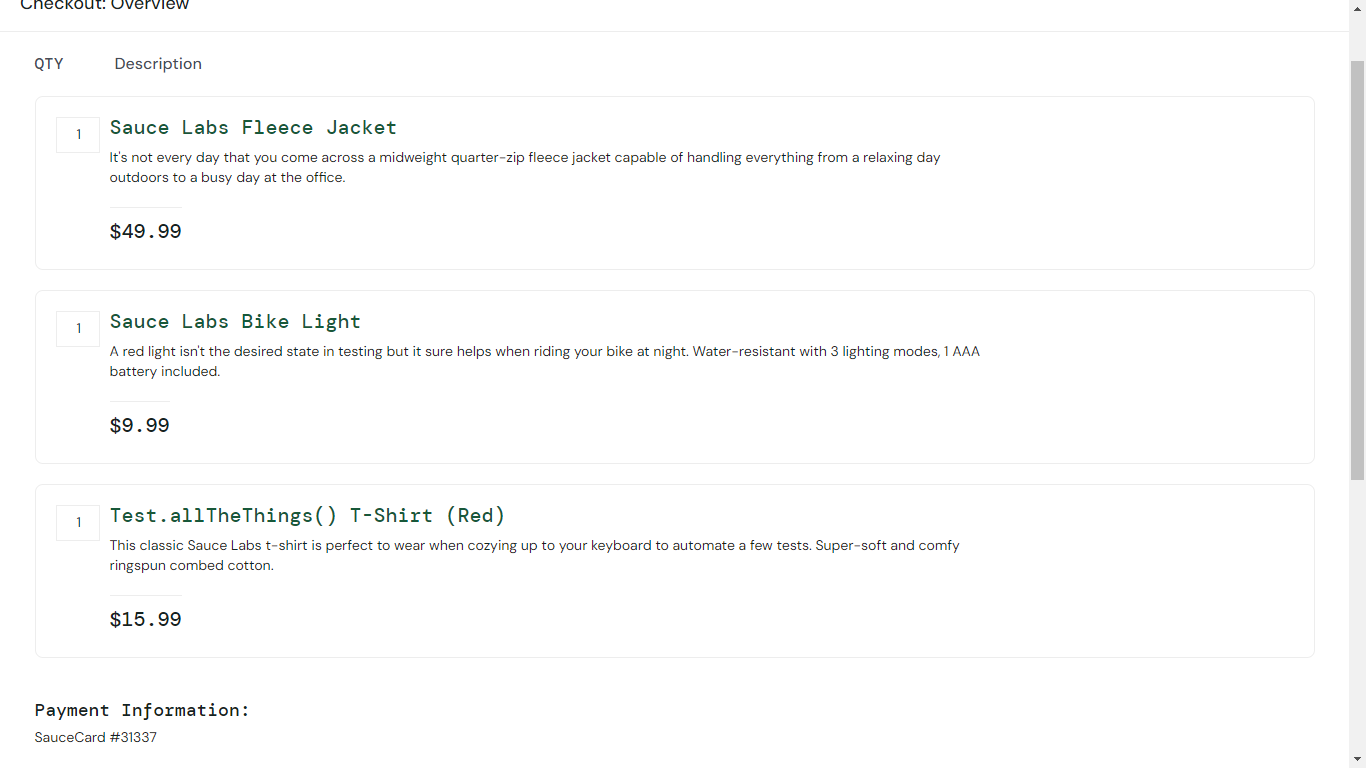 Checkout: Overview
QTY Description
1 Sauce Labs Fleece Jacket
It's not every day that you come across a midweight quarter-zip fleece jacket capable of handling everything from a relaxing day
outdoors to a busy day at the office.
$49.99
1 Sauce Labs Bike Light
A red light isn't the desired state in testing but it sure helps when riding your bike at night. Water-resistant with 3 lighting modes, 1 AAA
battery included.
$9.99
1 Test.allTheThings() T-Shirt (Red)
This classic Sauce Labs t-shirt is perfect to wear when cozying up to your keyboard to automate a few tests. Super-soft and comfy
ringspun combed cotton.
$15.99
Payment Information:
SauceCard #31337